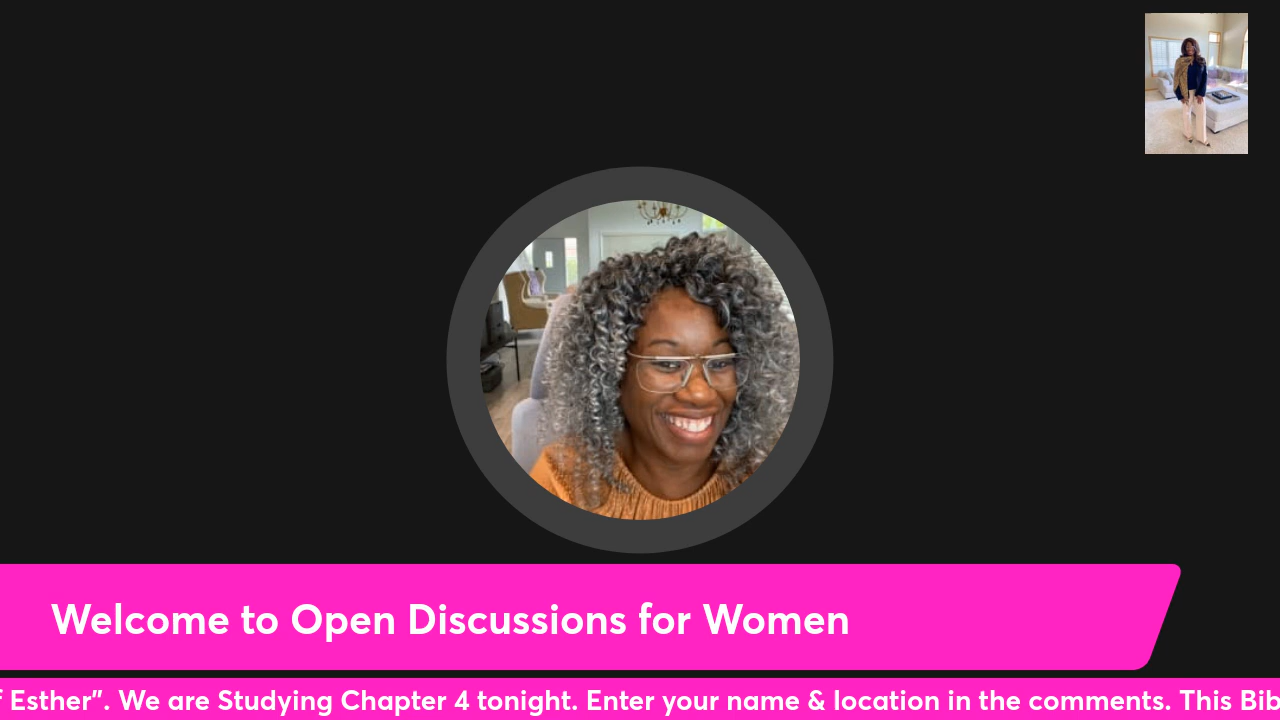 Welcome to Open Discussions for Women
Esther”. We are Studying Chapter 4 tonight. Enter your name & location in the comments. This